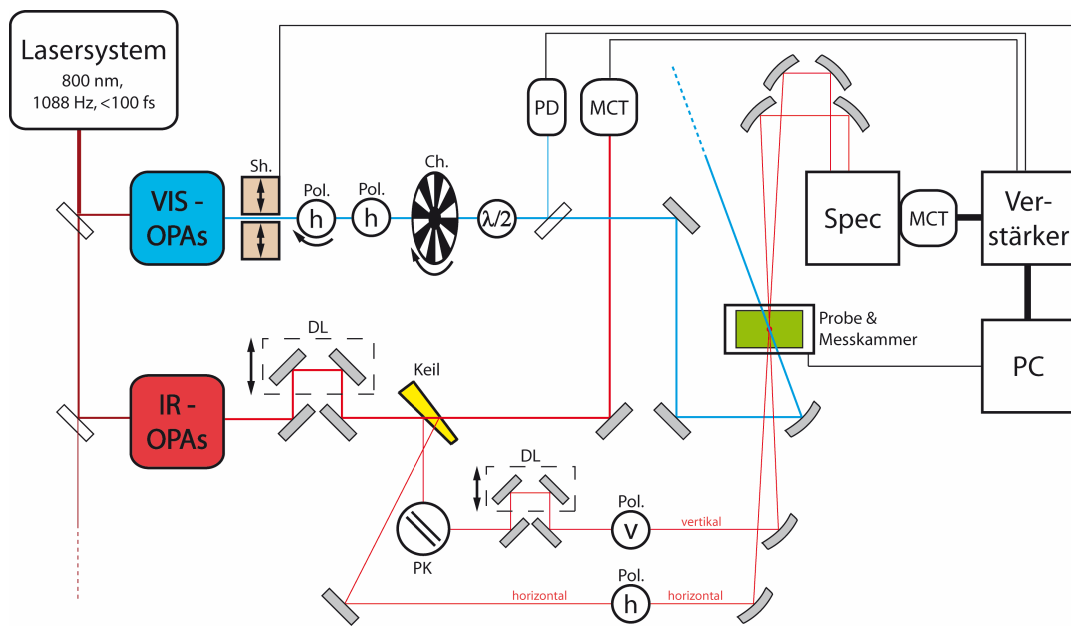 Lasersystem
800 nm,
1088 Hz, <100 fs
VIS -
OPAs
Sh.
Pol.
h
Pol.
h
Ch.
λ/2
PD
MCT
Spec
MCT
Ver-
stärker
Probe &
Messkammer
PC
DL
Keil
IR -
OPAs
DL
PK
Pol.
v
vertikal
horizontal
Pol.
h
horizontal